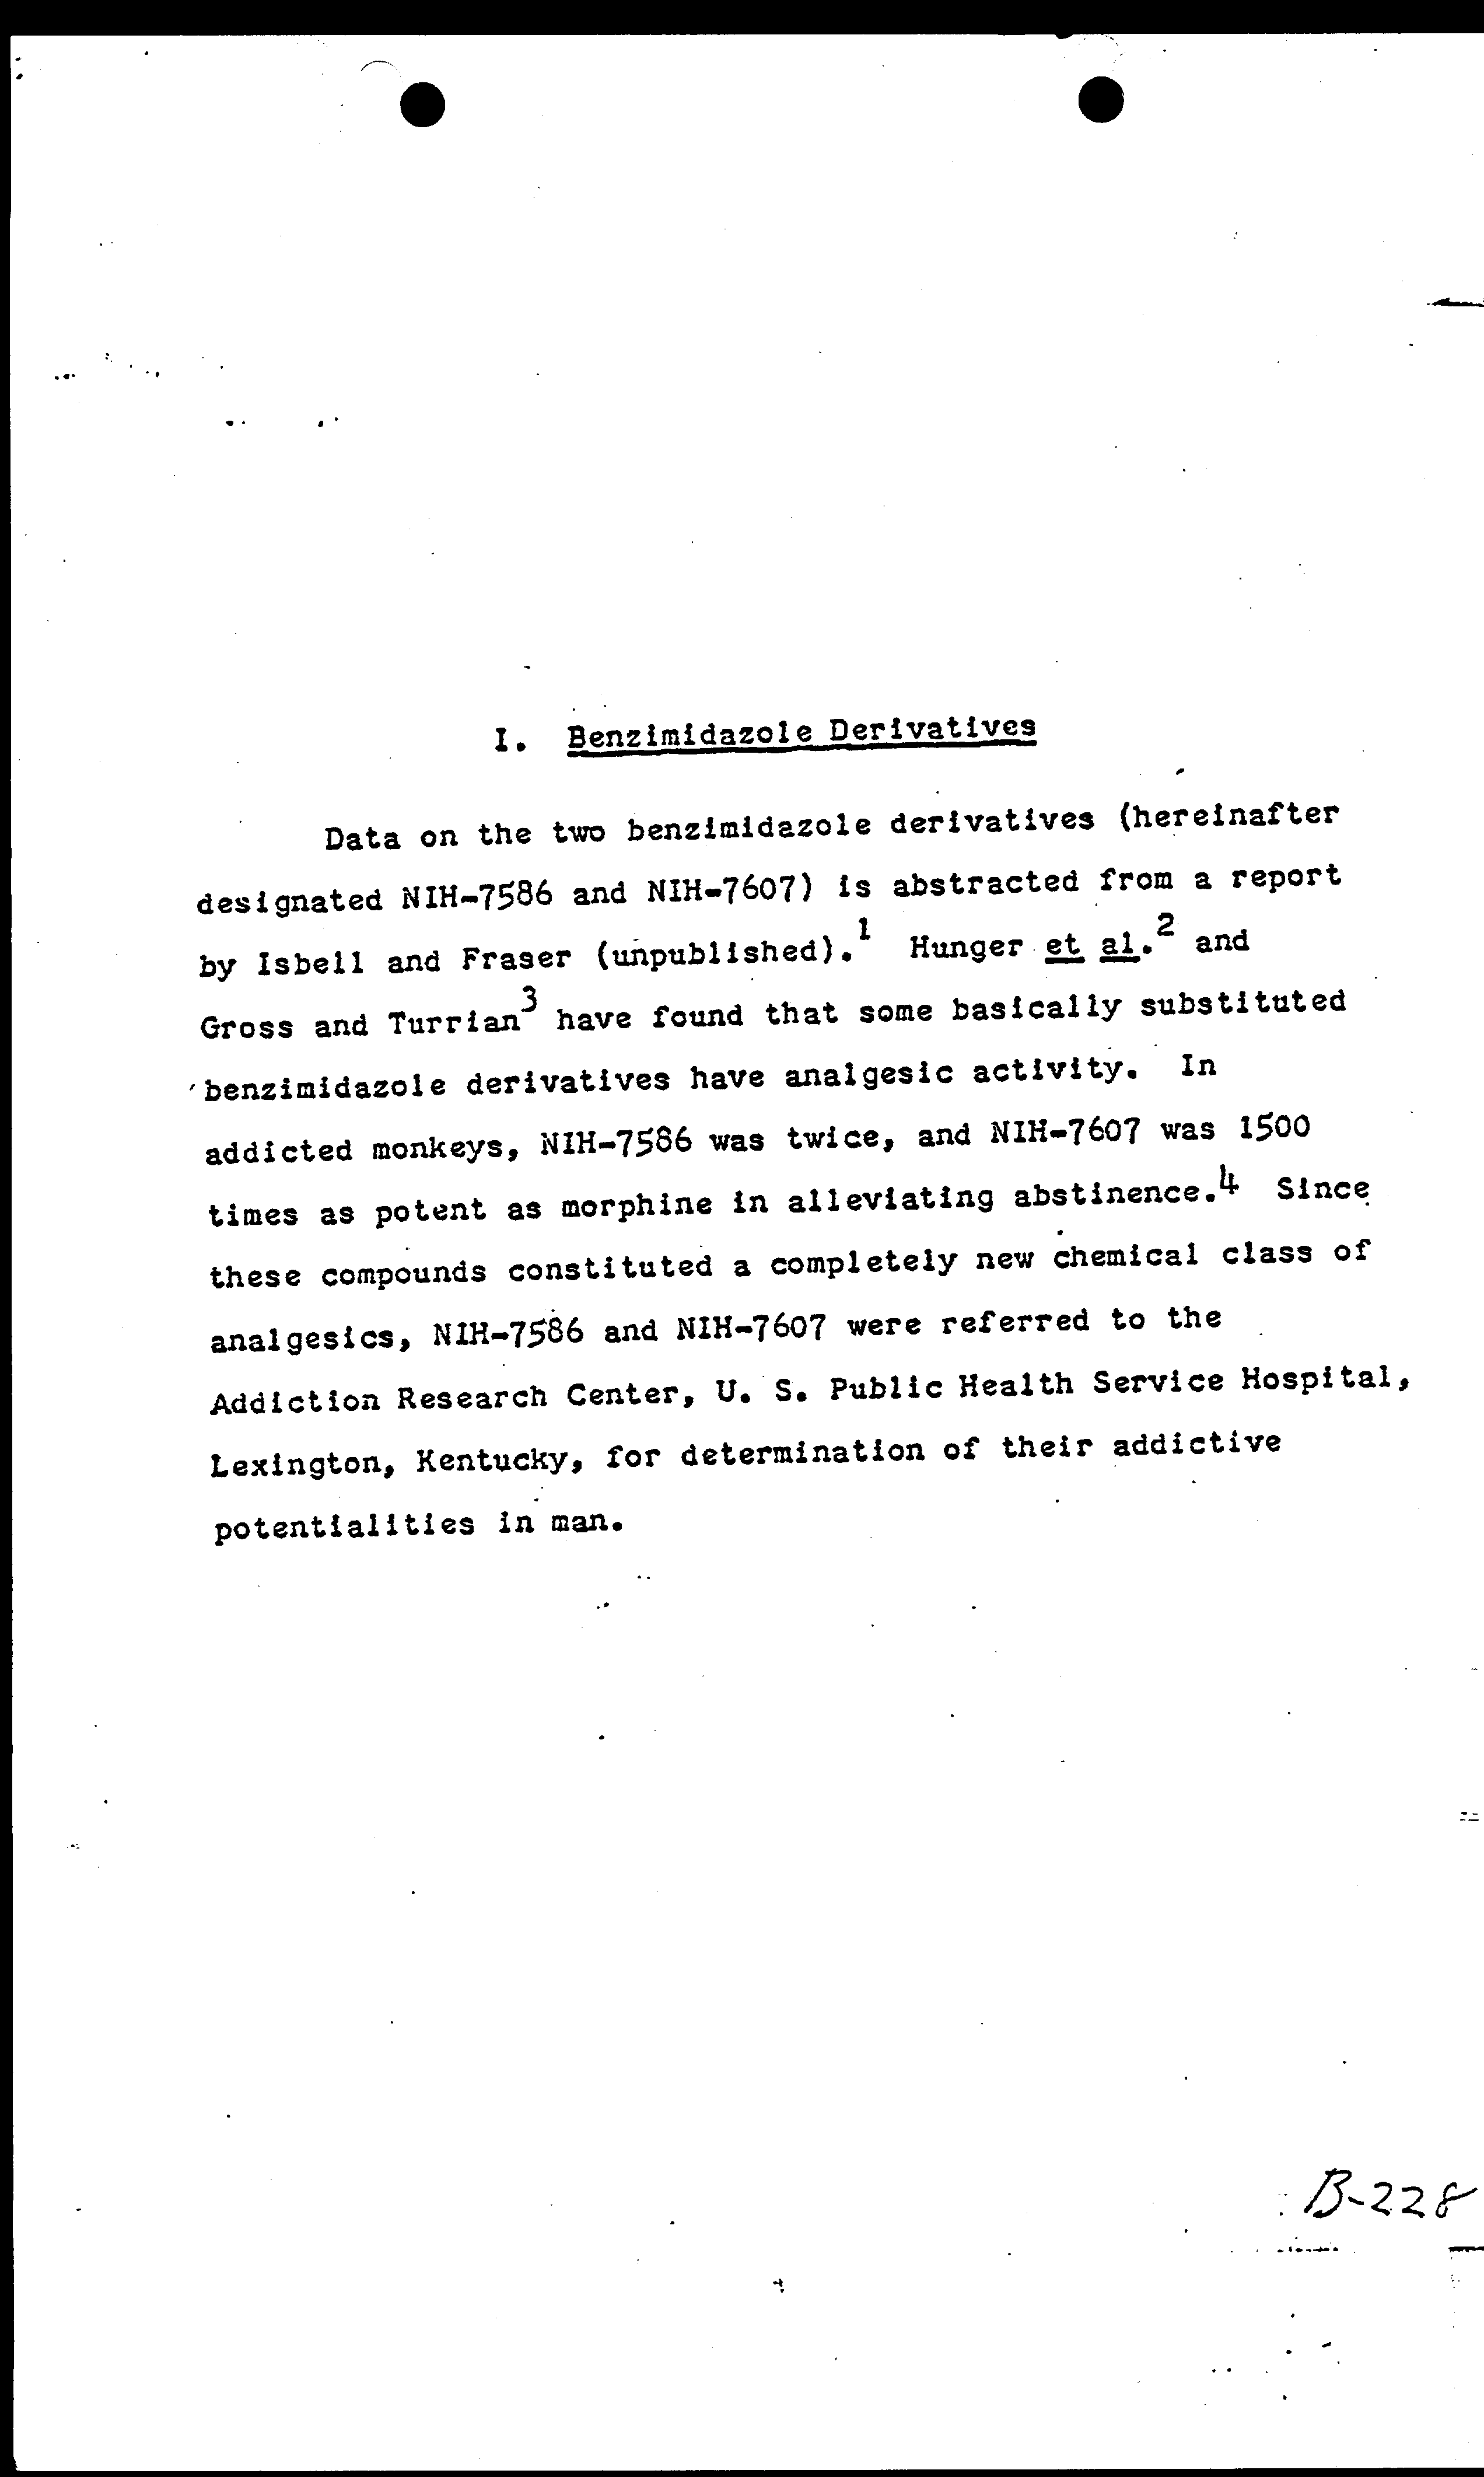 I. Benzimidazole Derivatives
Data on the two benzimidazole derivatives (hereinafter
designated NIH-7586 and NIH-7607) is abstracted from a report
by Isbell and Fraser (unpublished).1 Hunger et al.2 and
Gross and Turrian3 have found that some basically substituted
benzimidazole derivatives have analgesic activity. In
addicted monkeys, NIH-7586 was twice, and NIH-7607 was 1500
times as potent as morphine in alleviating abstinence.4 Since
these compounds constituted a completely new chemical class of
analgesics, NIH-7586 and NIH-7607 were referred to the
Addiction Research Center, U. S. Public Health Service Hospital,
Lexington, Kentucky, for determination of their addictive
potentialities in man.
B-228